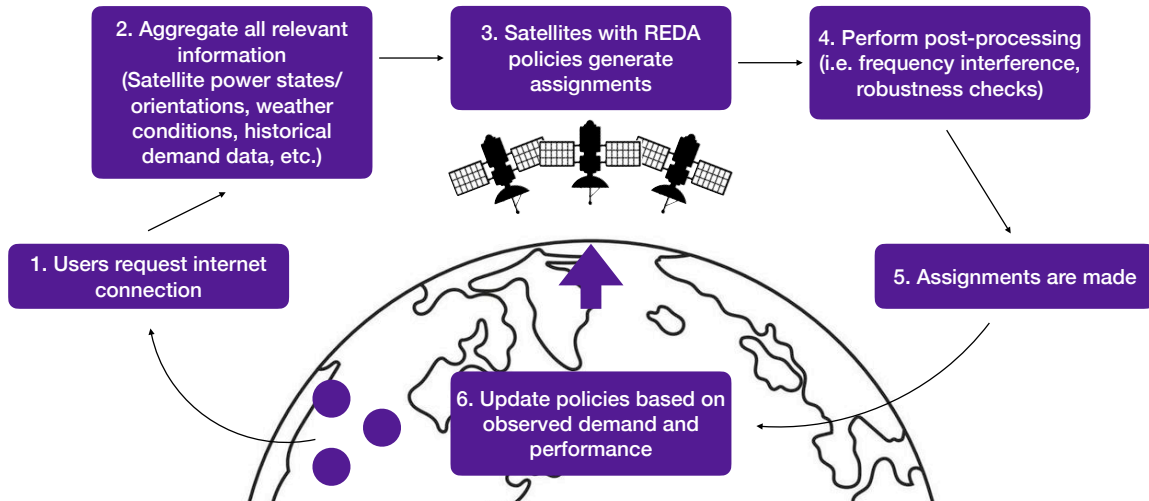 1. Users request internet
connection
2. Aggregate all relevant
information
(Satellite power states/
orientations, weather
conditions, historical
demand data, etc.)
3. Satellites with REDA
policies generate
assignments
4. Perform post-processing
(i.e. frequency interference,
robustness checks)
5. Assignments are made
6. Update policies based on
observed demand and
performance